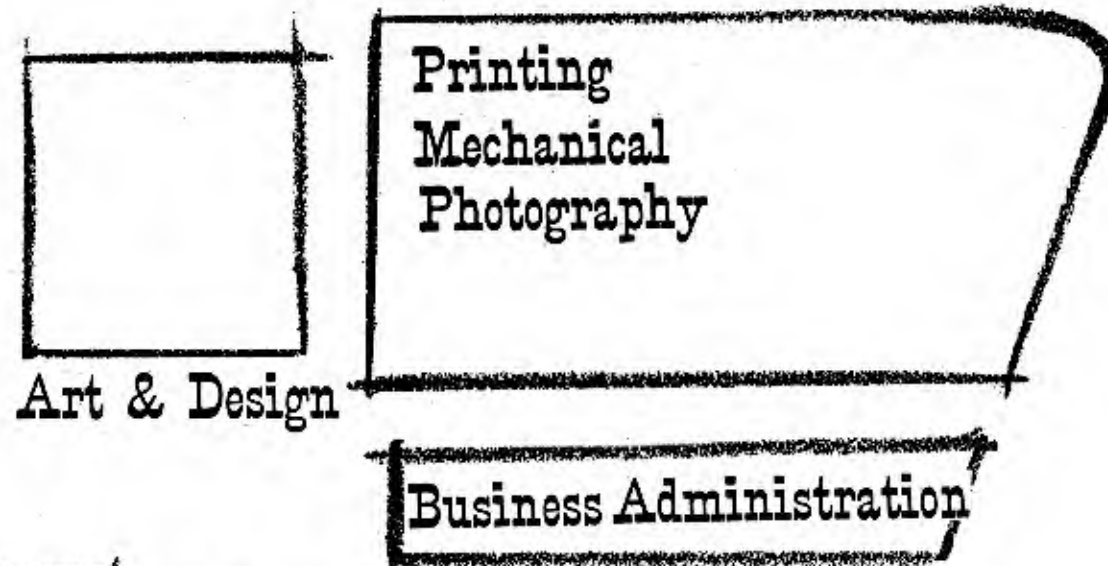 Printing
Mechanical
Photography
Art & Design
Business Administration